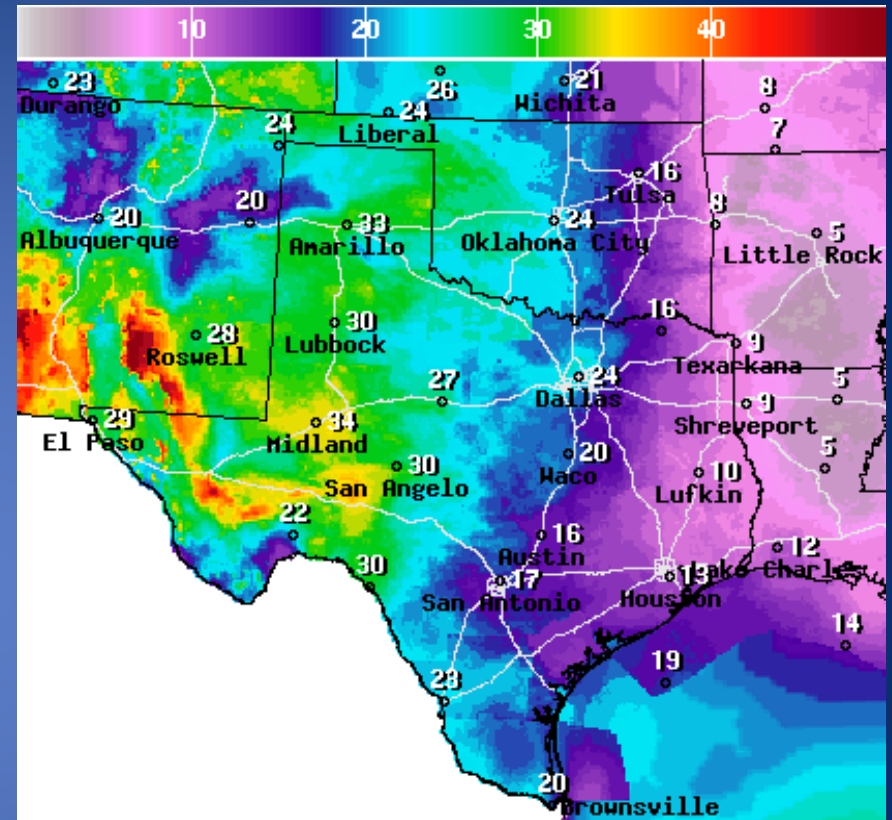 10 20 30 40
23
Durango
26
21
Wichita
8
24
Liberal
24
7
16
Tulsa
20
Albuquerque
20
33
Amarillo
24
Oklahoma City
8
5
Little Rock
28
Roswell
30
Lubbock
16
9
Texarkana
24
Dallas
27
9
Shreveport
5
29
El Paso
34
Midland
30
San Angelo
20
Waco
10
Lufkin
5
22
16
Austin
12
Lake Charles
30
17
San Antonio
13
Houston
14
19
23
20
Brownsville